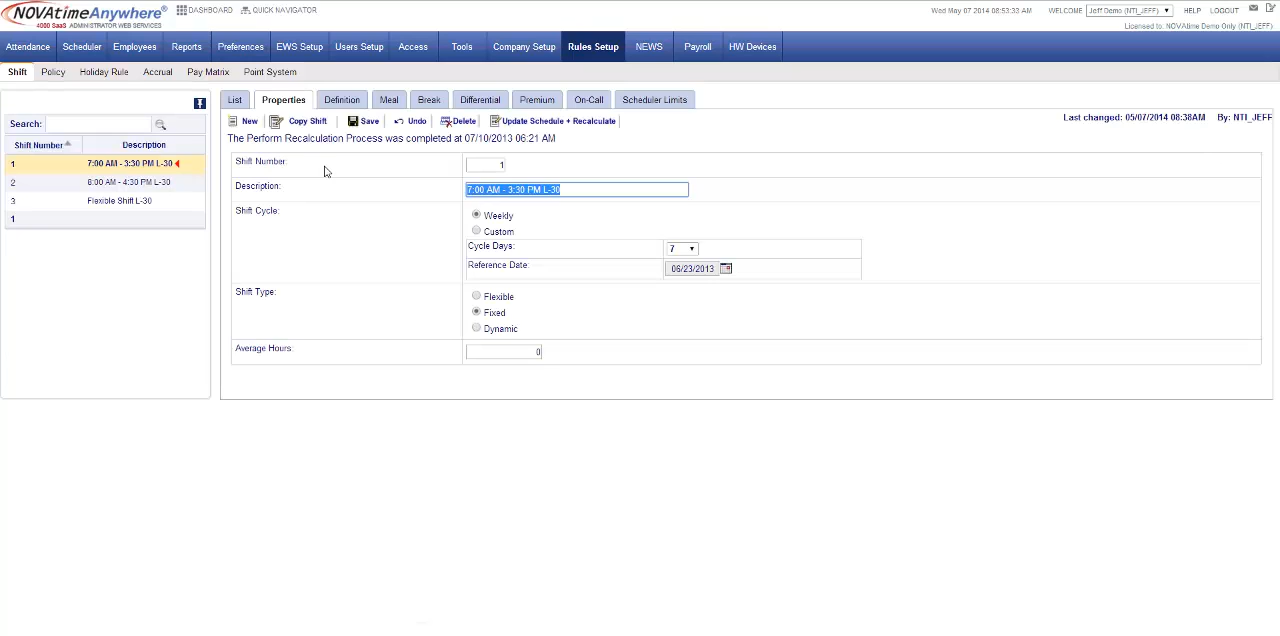 NOVAtimeAnywhere® DASHBOARD QUICK NAVIGATOR Wed May 07 2014 08:53:33 AM WELCOME Jeff Demo (NTI_JEFF) HELP LOGOUT
4000 SaaS ADMINISTRATOR WEB SERVICES Licensed to: NOVAtime Demo Only (NTI_JEFF)
Attendance Scheduler Employees Reports Preferences EWS Setup Users Setup Access Tools Company Setup Rules Setup NEWS Payroll HW Devices
Shift Policy Holiday Rule Accrual Pay Matrix Point System
List Properties Definition Meal Break Differential Premium On-Call Scheduler Limits
New Copy Shift Save Undo Delete Update Schedule + Recalculate Last changed: 05/07/2014 08:38AM By: NTI_JEFF
The Perform Recalculation Process was completed at 07/10/2013 06:21 AM
Search:
Shift Number Description
1 7:00 AM - 3:30 PM L-30
2 8:00 AM - 4:30 PM L-30
3 Flexible Shift L-30
1
Shift Number: 1
Description: 7:00 AM - 3:30 PM L-30
Shift Cycle: Weekly
Custom
Cycle Days: 7
Reference Date: 06/23/2013
Shift Type: Flexible
Fixed
Dynamic
Average Hours: 0